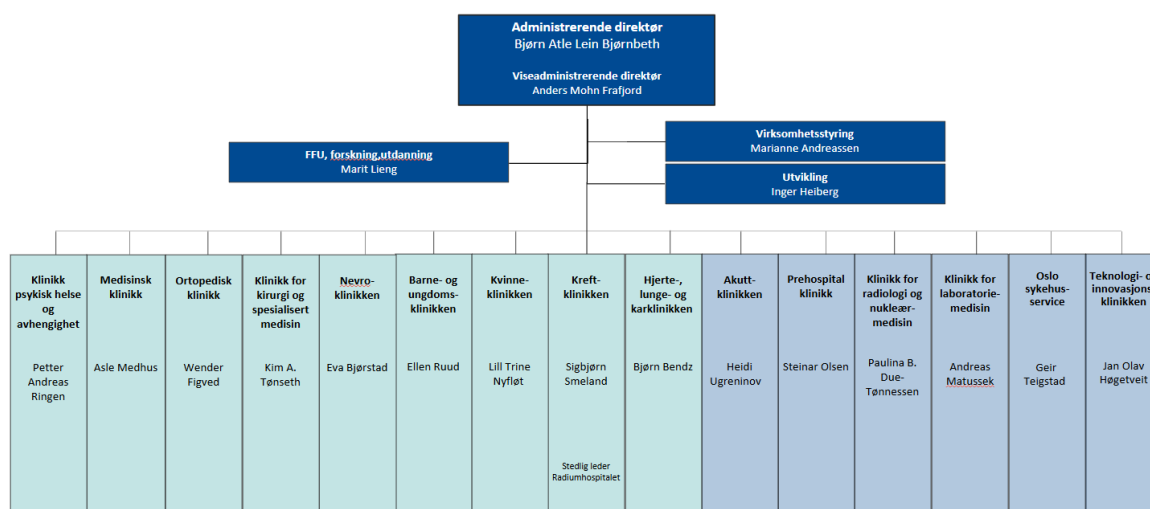 Administrerende direktør
Bjørn Atle Lein Bjørnbeth
Viseadministrerende direktør
Anders Mohn Frafjord
FFU, forskning,utdanning
Marit Lieng
Virksomhetsstyring
Marianne Andreassen
Utvikling
Inger Heiberg
Klinikk
psykisk helse
og
avhengighet
Petter
Andreas
Ringen
Medisinsk
klinikk
Asle Medhus
Ortopedisk
klinikk
Wender
Figved
Klinikk for
kirurgi og
spesialisert
medisin
Kim A.
Tønseth
Nevro-
klinikken
Eva Bjørstad
Barne- og
ungdoms-
klinikken
Ellen Ruud
Kvinne-
klinikken
Lill Trine
Nyfløt
Kreft-
klinikken
Sigbjørn
Smeland
Stedlig leder
Radiumhospitalet
Hjerte-,
lunge- og
karklinikken
Bjørn Bendz
Akutt-
klinikken
Heidi
Ugreninov
Prehospital
klinikk
Steinar Olsen
Klinikk for
radiologi og
nukleær-
medisin
Paulina B.
Due-
Tønnessen
Klinikk for
laboratorie-
medisin
Andreas
Matussek
Oslo
sykehus-
service
Geir
Teigstad
Teknologi- og
innovasjons
klinikken
Jan Olav
Høgetveit